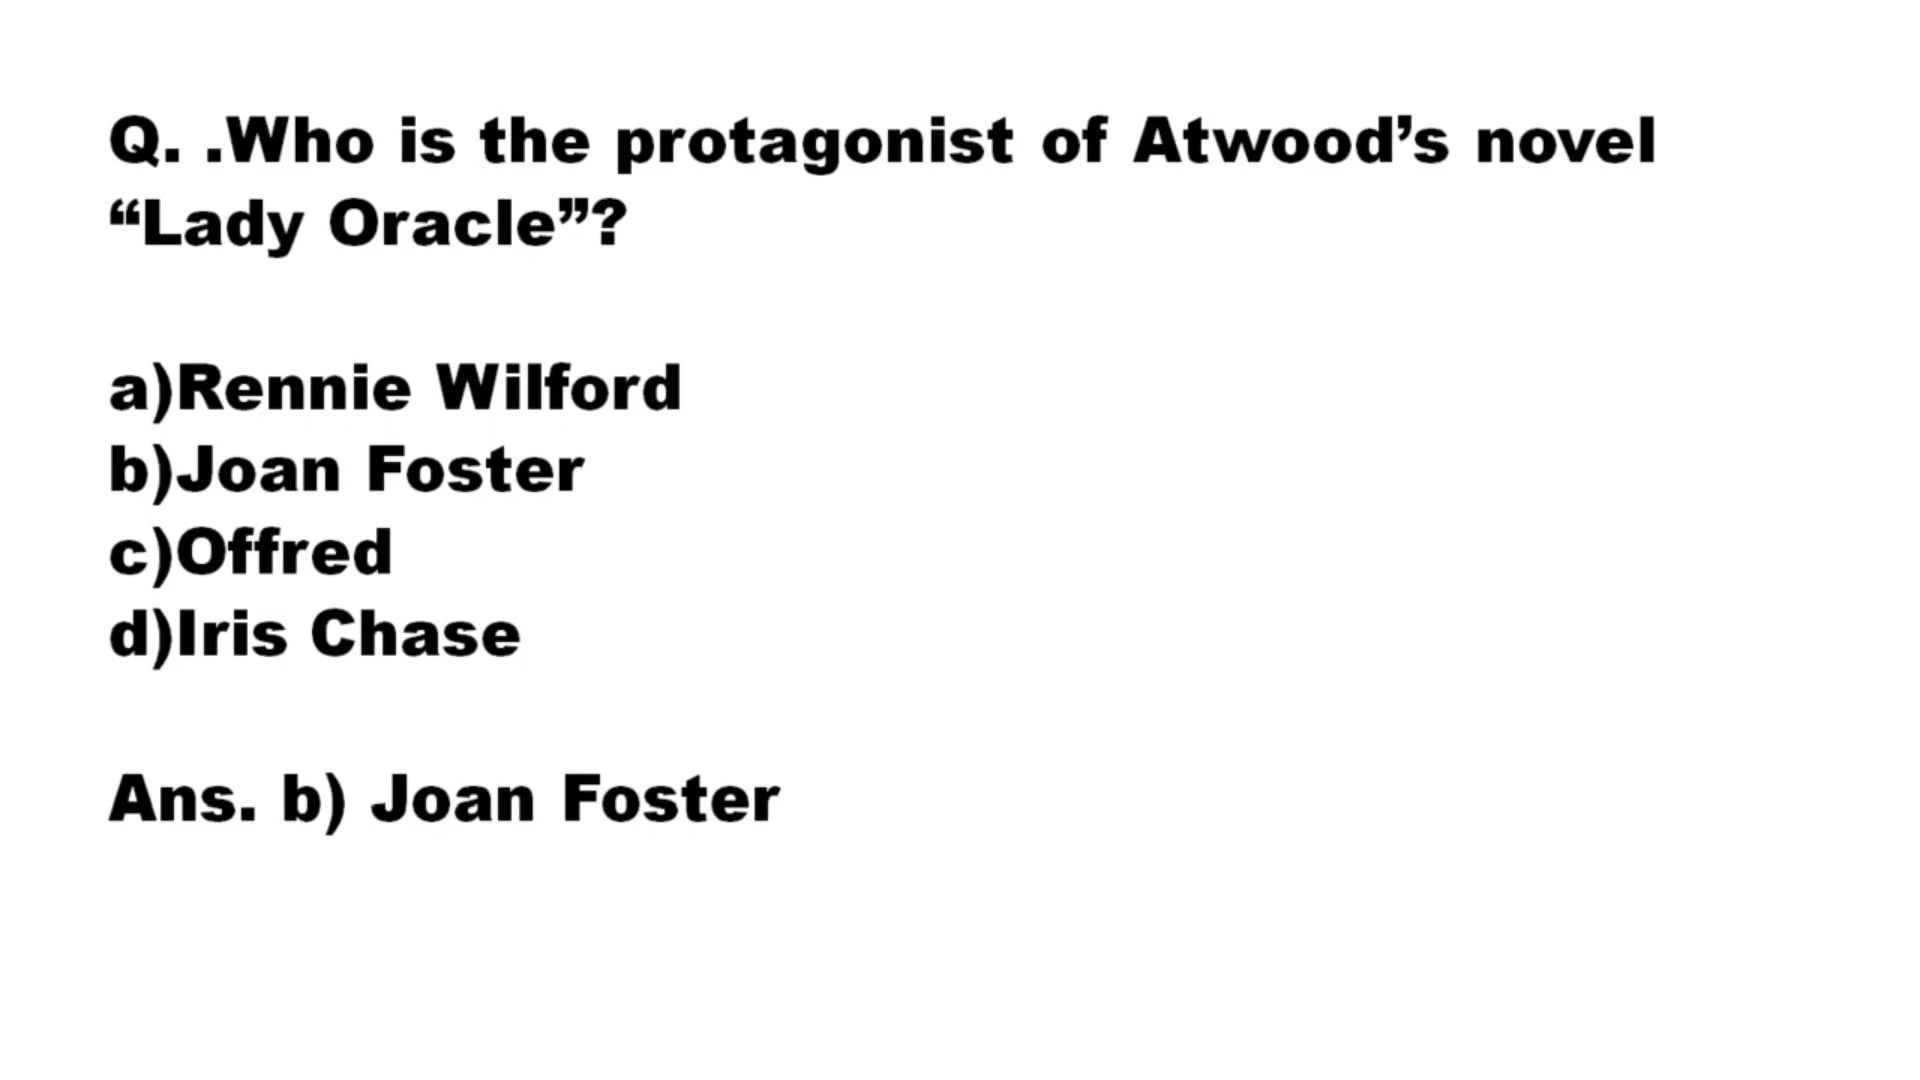 Q. .Who is the protagonist of Atwood’s novel
“Lady Oracle”?
a)Rennie Wilford
b)Joan Foster
c)Offred
d)Iris Chase
Ans. b) Joan Foster